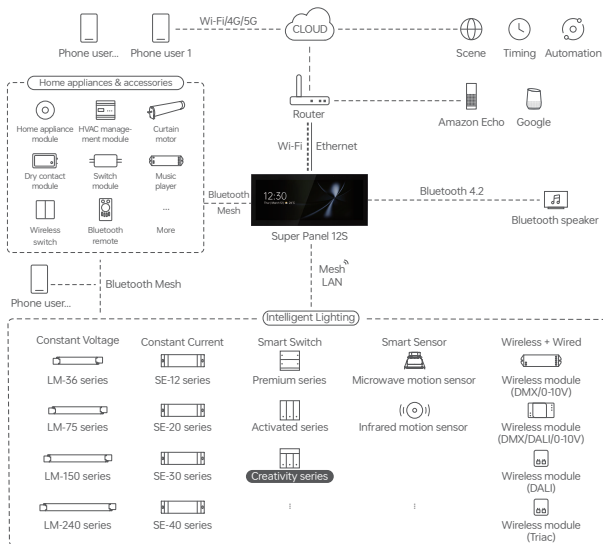 Wi-Fi/4G/5G
CLOUD
Phone user...
Phone user 1
Scene
Timing
Automation
Home appliances & accessories
Home appliance
module
HVAC manage-
ment module
Curtain
motor
Dry contact
module
Switch
module
Music
player
Wireless
switch
Bluetooth
remote
...
More
Router
Amazon Echo
Google
Wi-Fi
Ethernet
Bluetooth
Mesh
12:30
Super Panel 12S
Bluetooth 4.2
Bluetooth speaker
Phone user...
Bluetooth Mesh
Mesh
LAN
Intelligent Lighting
Constant Voltage
LM-36 series
LM-75 series
LM-150 series
LM-240 series
Constant Current
SE-12 series
SE-20 series
SE-30 series
SE-40 series
Smart Switch
Premium series
Activated series
Creativity series
Smart Sensor
Microwave motion sensor
Infrared motion sensor
Wireless + Wired
Wireless module
(DMX/0-10V)
Wireless module
(DMX/DALI/0-10V)
Wireless module
(DALI)
Wireless module
(Triac)